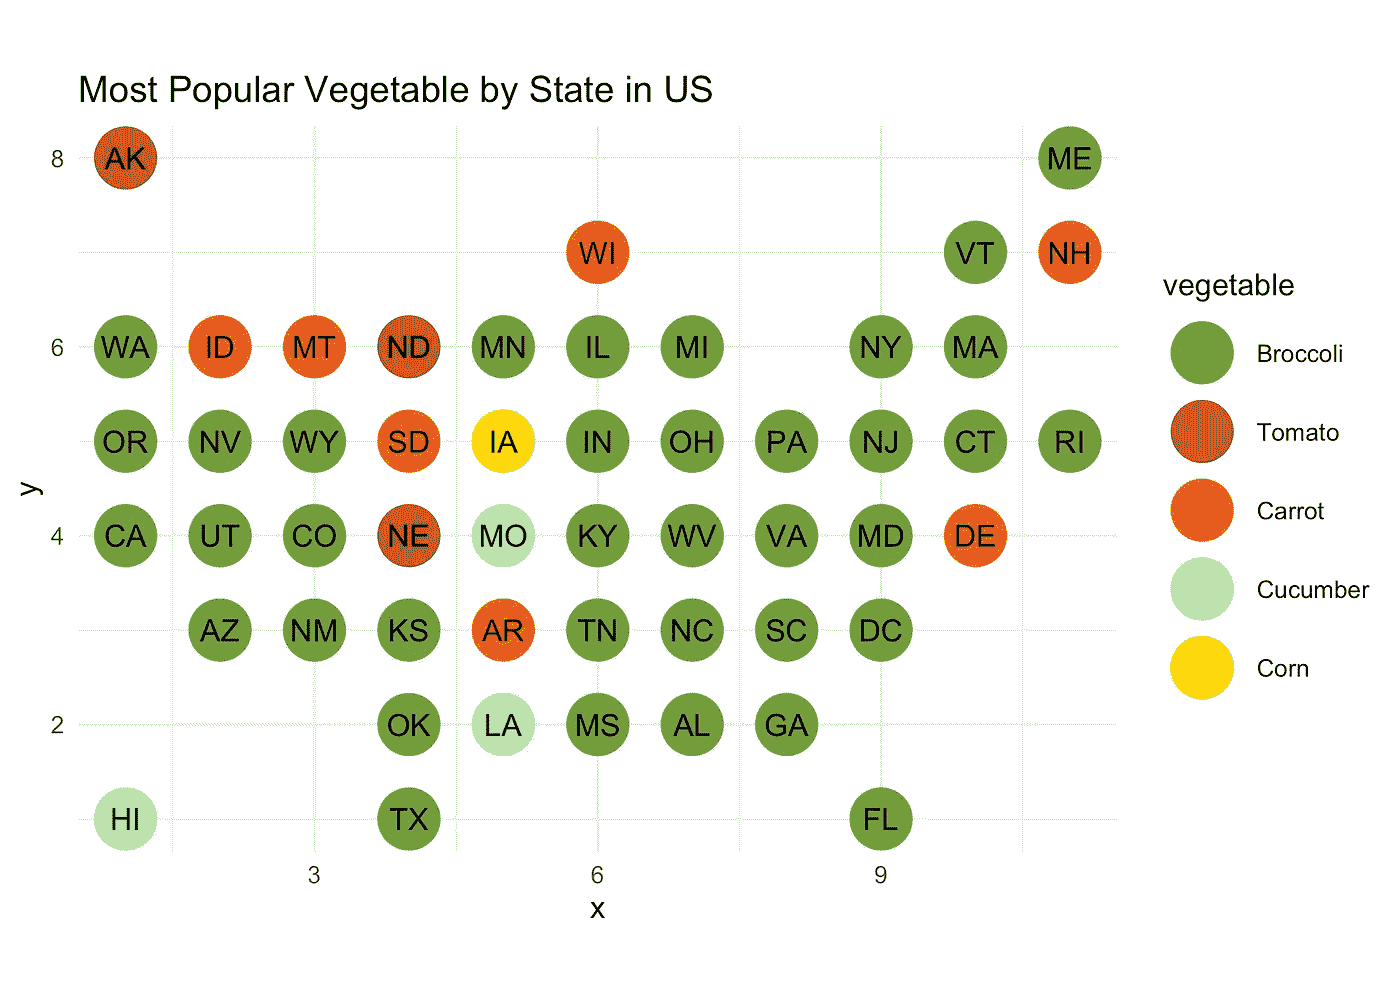 Most Popular Vegetable by State in US
8
AK
ME
WI
VT
NH
vegetable
6
WA
ID
MT
ND
MN
IL
MI
NY
MA
Broccoli
OR
NV
WY
SD
IA
IN
OH
PA
NJ
CT
RI
Tomato
y
Carrot
4
CA
UT
CO
NE
MO
KY
WV
VA
MD
DE
Cucumber
AZ
NM
KS
AR
TN
NC
SC
DC
Corn
2
OK
LA
MS
AL
GA
HI
TX
FL
3
6
9
x